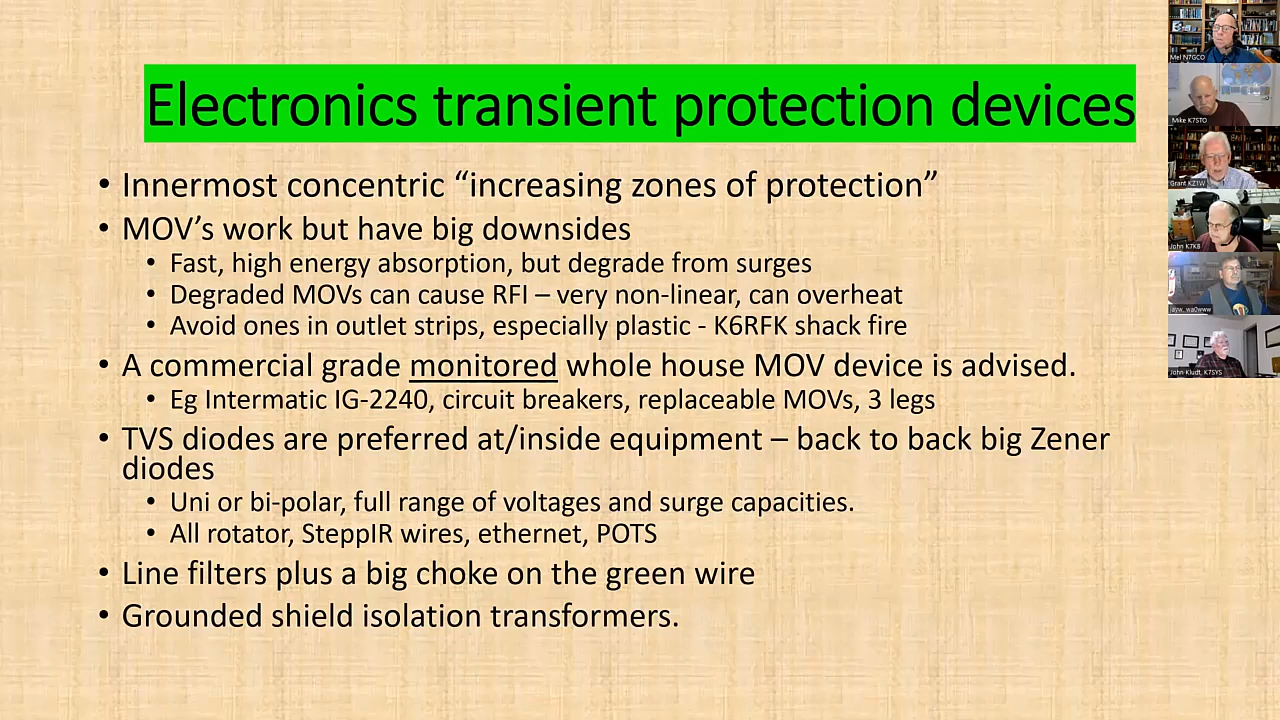 Electronics transient protection devices
• Innermost concentric “increasing zones of protection”
• MOV’s work but have big downsides
• Fast, high energy absorption, but degrade from surges
• Degraded MOVs can cause RFI – very non-linear, can overheat
• Avoid ones in outlet strips, especially plastic - K6RFK shack fire
• A commercial grade monitored whole house MOV device is advised.
• Eg Intermatic IG-2240, circuit breakers, replaceable MOVs, 3 legs
• TVS diodes are preferred at/inside equipment – back to back big Zener
diodes
• Uni or bi-polar, full range of voltages and surge capacities.
• All rotator, SteppIR wires, ethernet, POTS
• Line filters plus a big choke on the green wire
• Grounded shield isolation transformers.
Mel N7GCO
Mike K7STO
Grant KZ1W
John K7KB
jayw_wa0www
John Kludt, K7SYS